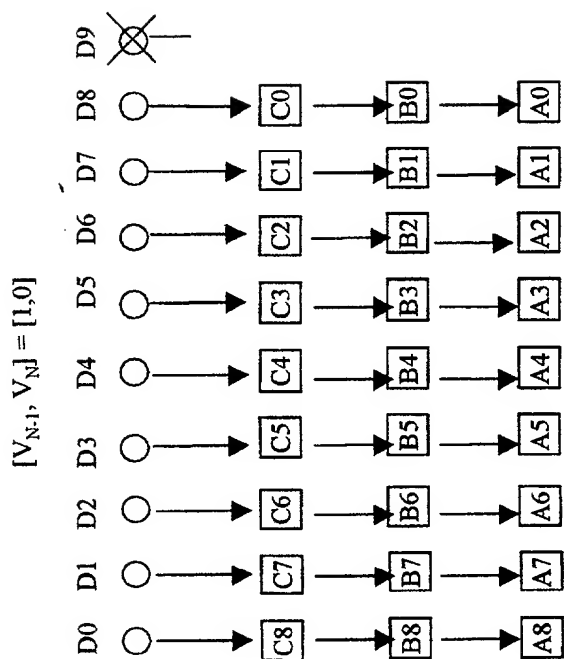 [V_{N-1}, V_N] = [1,0]
D0 D1 D2 D3 D4 D5 D6 D7 D8 D9
C8 C7 C6 C5 C4 C3 C2 C1 C0
B8 B7 B6 B5 B4 B3 B2 B1 B0
A8 A7 A6 A5 A4 A3 A2 A1 A0